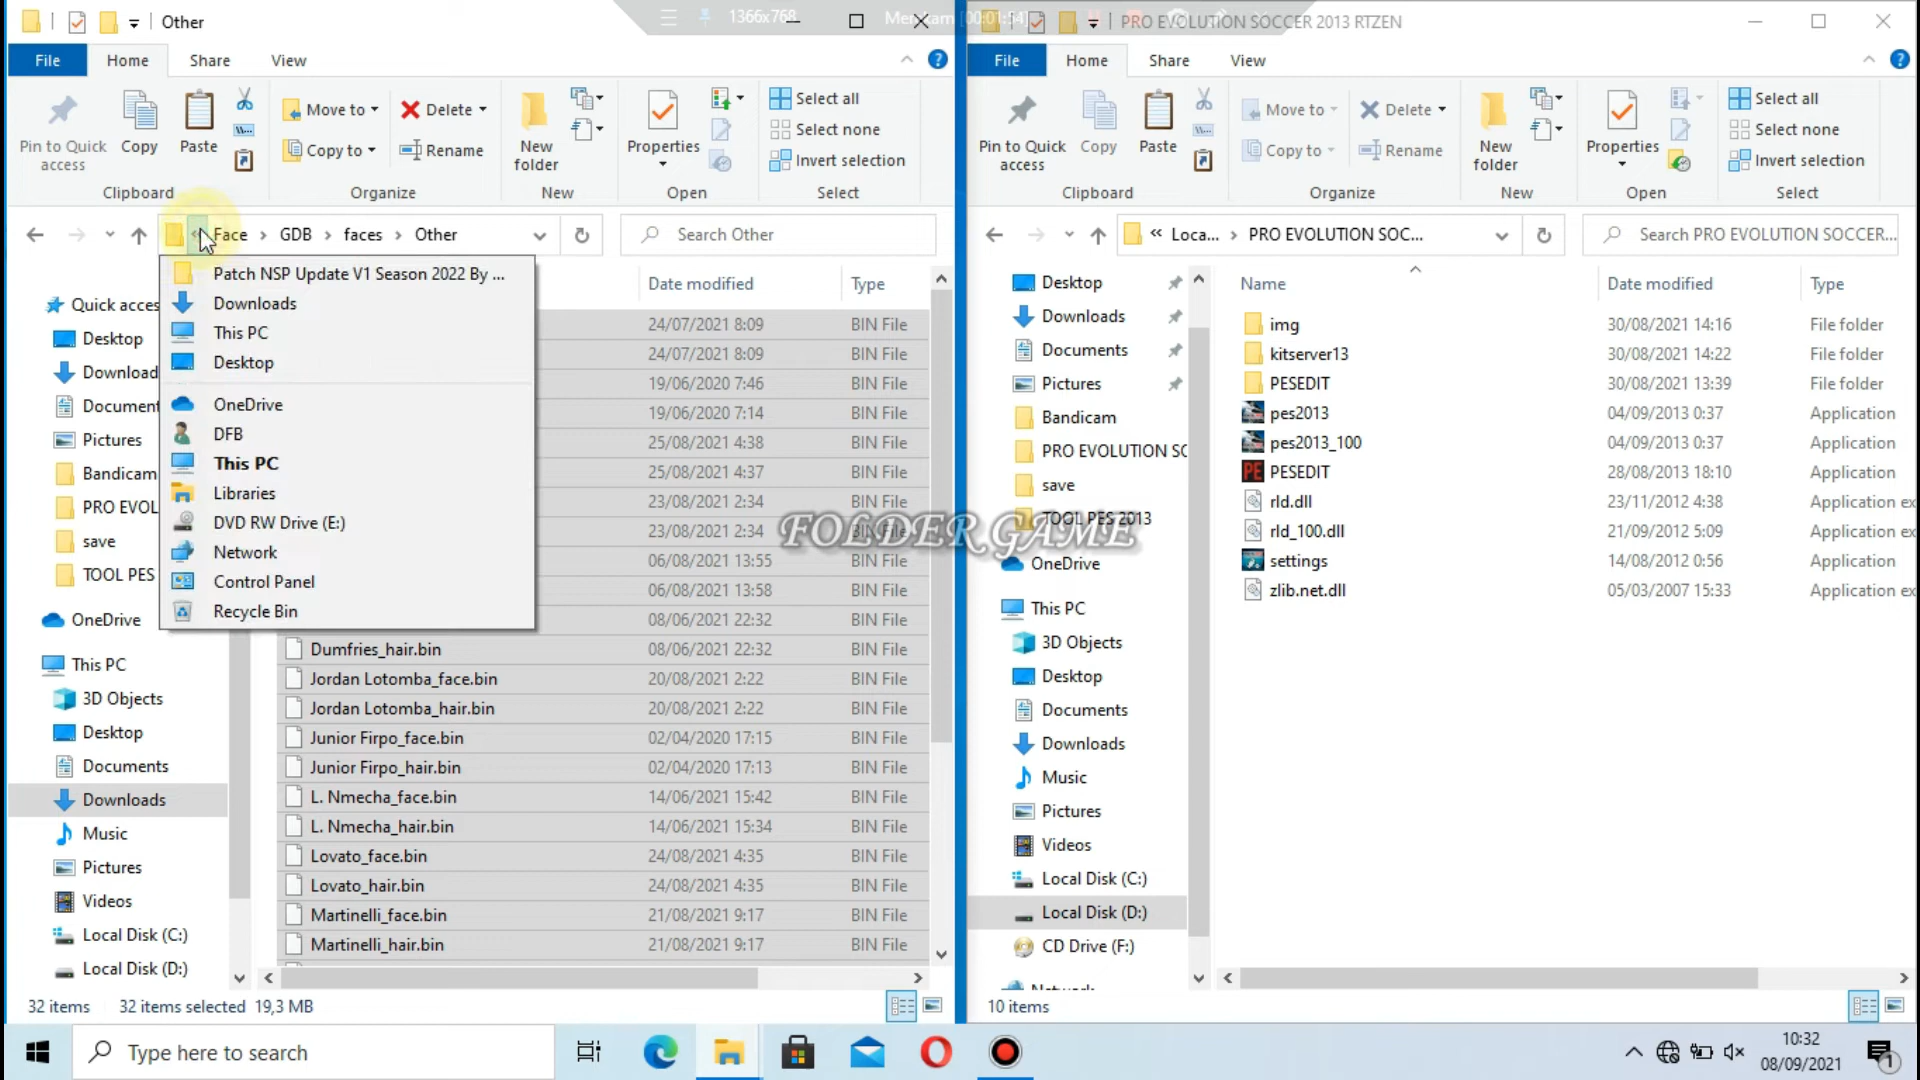 Other
1366x768
Merekam [00:01:54]
PRO EVOLUTION SOCCER 2013 RTZEN
File
Home
Share
View
File
Home
Share
View
Pin to Quick access
Copy
Paste
Clipboard
Move to
Copy to
Delete
Rename
Organize
New folder
New
Properties
Open
Select all
Select none
Invert selection
Select
Pin to Quick access
Copy
Paste
Clipboard
Move to
Copy to
Delete
Rename
Organize
New folder
New
Properties
Open
Select all
Select none
Invert selection
Select
« Face > GDB > faces > Other
Search Other
« Loca... > PRO EVOLUTION SOC...
Search PRO EVOLUTION SOCCER...
Patch NSP Update V1 Season 2022 By ...
Downloads
This PC
Desktop
OneDrive
DFB
This PC
Libraries
DVD RW Drive (E:)
Network
Control Panel
Recycle Bin
Quick acces
Desktop
Download
Document
Pictures
Bandicam
PRO EVOL
save
TOOL PES
OneDrive
This PC
3D Objects
Desktop
Documents
Downloads
Music
Pictures
Videos
Local Disk (C:)
Local Disk (D:)
Date modified Type
24/07/2021 8:09 BIN File
24/07/2021 8:09 BIN File
19/06/2020 7:46 BIN File
19/06/2020 7:14 BIN File
25/08/2021 4:38 BIN File
25/08/2021 4:37 BIN File
23/08/2021 2:34 BIN File
23/08/2021 2:34 BIN File
06/08/2021 13:55 BIN File
06/08/2021 13:58 BIN File
08/06/2021 22:32 BIN File
Dumfries_hair.bin 08/06/2021 22:32 BIN File
Jordan Lotomba_face.bin 20/08/2021 2:22 BIN File
Jordan Lotomba_hair.bin 20/08/2021 2:22 BIN File
Junior Firpo_face.bin 02/04/2020 17:15 BIN File
Junior Firpo_hair.bin 02/04/2020 17:13 BIN File
L. Nmecha_face.bin 14/06/2021 15:42 BIN File
L. Nmecha_hair.bin 14/06/2021 15:34 BIN File
Lovato_face.bin 24/08/2021 4:35 BIN File
Lovato_hair.bin 24/08/2021 4:35 BIN File
Martinelli_face.bin 21/08/2021 9:17 BIN File
Martinelli_hair.bin 21/08/2021 9:17 BIN File
32 items 32 items selected 19,3 MB
FOLDER GAME
Desktop
Downloads
Documents
Pictures
Bandicam
PRO EVOLUTION SC
save
TOOL PES 2013
OneDrive
This PC
3D Objects
Desktop
Documents
Downloads
Music
Pictures
Videos
Local Disk (C:)
Local Disk (D:)
CD Drive (F:)
Network
Name Date modified Type
img 30/08/2021 14:16 File folder
kitserver13 30/08/2021 14:22 File folder
PESEDIT 30/08/2021 13:39 File folder
pes2013 04/09/2013 0:37 Application
pes2013_100 04/09/2013 0:37 Application
PESEDIT 28/08/2013 18:10 Application
rld.dll 23/11/2012 4:38 Application ex
rld_100.dll 21/09/2012 5:09 Application ex
settings 14/08/2012 0:56 Application
zlib.net.dll 05/03/2007 15:33 Application ex
10 items
Type here to search
10:32
08/09/2021
1